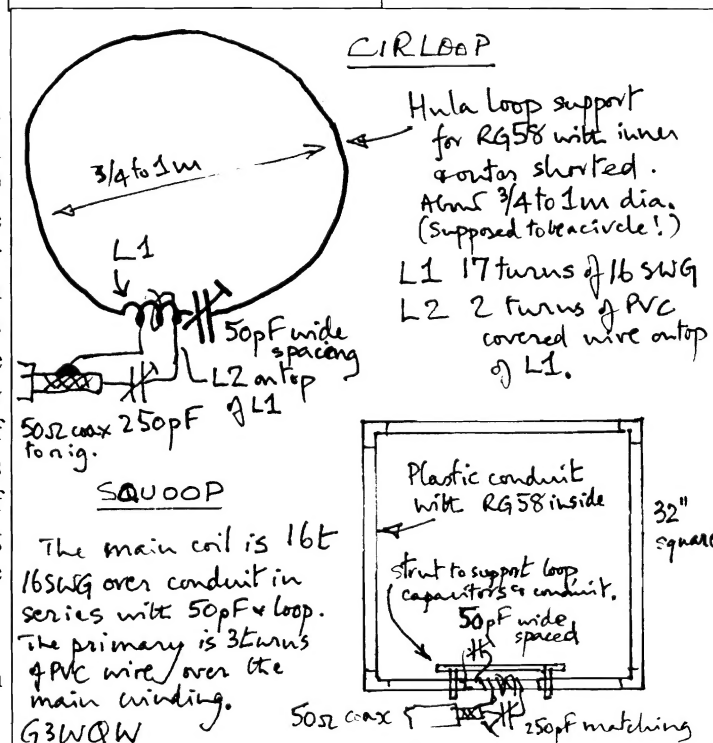 CIRLOOP
Hula loop support
for RG58 with inner
& outer shorted.
About 3/4 to 1m dia.
(Supposed to be a circle!)
L1 17 turns of 16 SWG
L2 2 turns of PVC
covered wire on top
of L1.
3/4 to 1m
L1
50pF wide
spacing
L2 on top
of L1
50Ω coax
to rig.
250pF
SQUOOP
The main coil is 16t
16SWG over conduit in
series with 50pF & loop.
The primary is 3 turns
of PVC wire over the
main winding.
G3WQW
Plastic conduit
with RG58 inside
32"
square
strut to support loop
capacitors & conduit.
50pF wide
spaced
50Ω coax
250pF matching